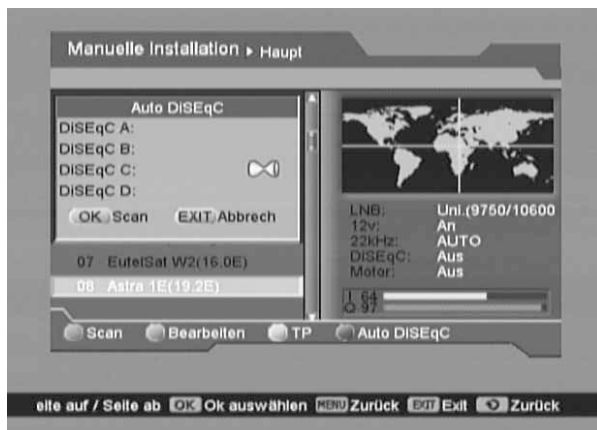 Manuelle Installation ▸ Haupt
Auto DiSEqC
DiSEqC A:
DiSEqC B:
DiSEqC C:
DiSEqC D:
OK Scan EXIT Abbrech
07 EutelSat W2(16.0E)
08 Astra 1E(19.2E)
LNB: Uni.(9750/10600
12v: An
22kHz: AUTO
DiSEqC: Aus
Motor: Aus
I 64
Q 97
Scan Bearbeiten TP Auto DISEqC
eite auf / Seite ab OK Ok auswählen MENU Zurück EXIT Exit Zurück